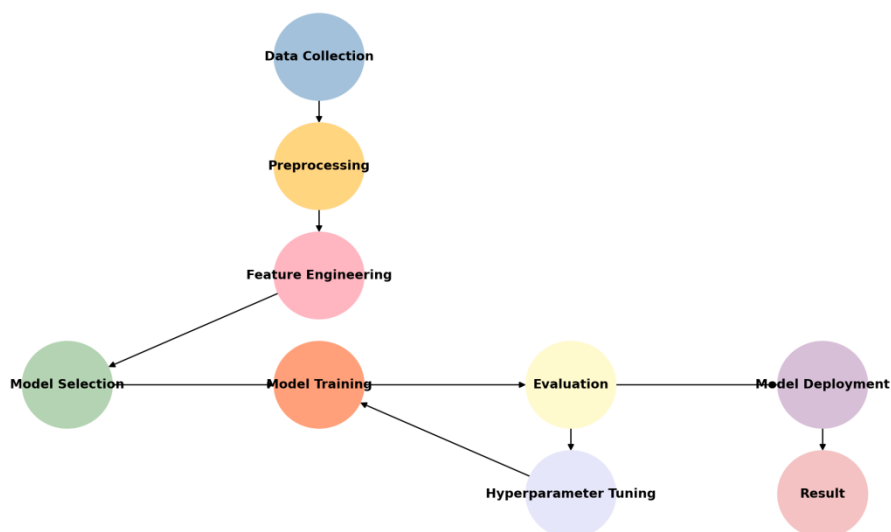 Data Collection
Preprocessing
Feature Engineering
Model Selection
Model Training
Evaluation
Model Deployment
Hyperparameter Tuning
Result